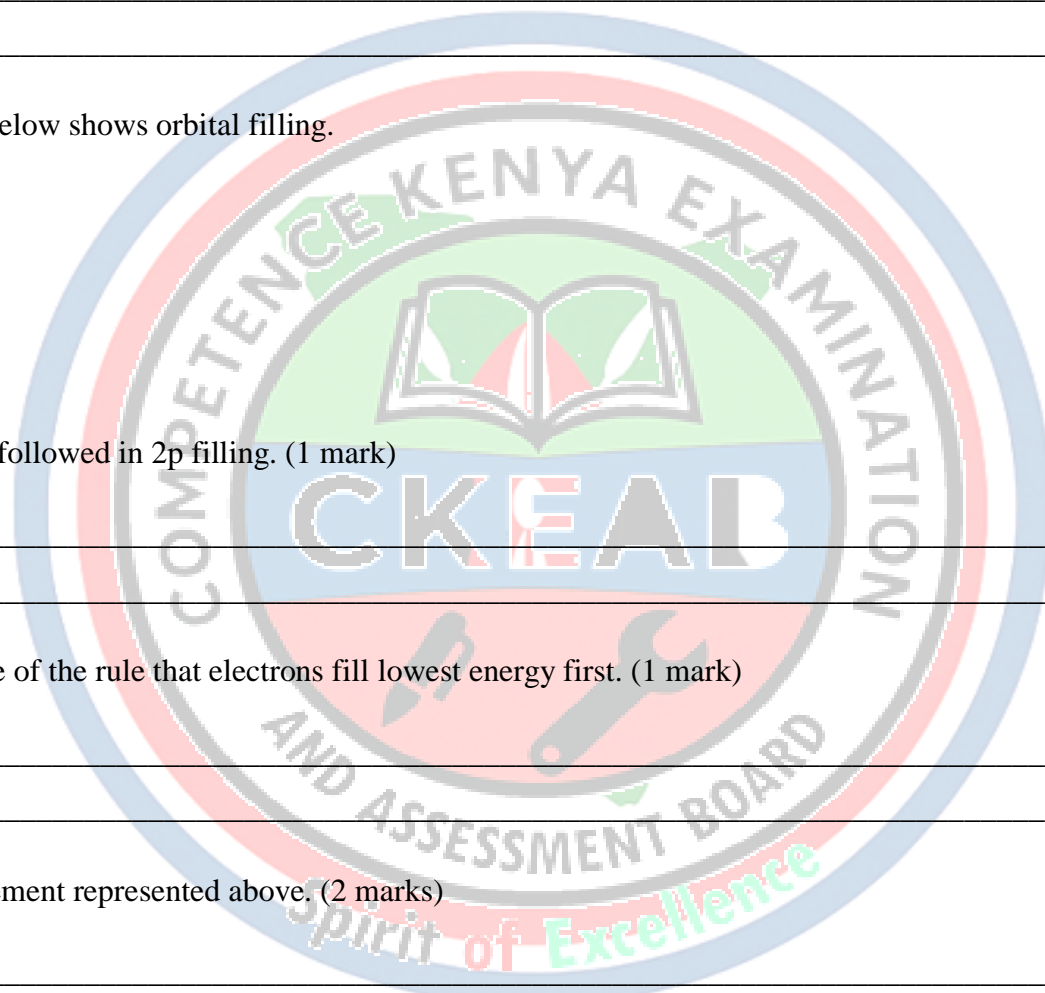 elow shows orbital filling.
COMPETENCE KENYA EXAMINATION
followed in 2p filling. (1 mark)
CKEAB
e of the rule that electrons fill lowest energy first. (1 mark)
AND ASSESSMENT BOARD
ement represented above. (2 marks)
Spirit of Excellence